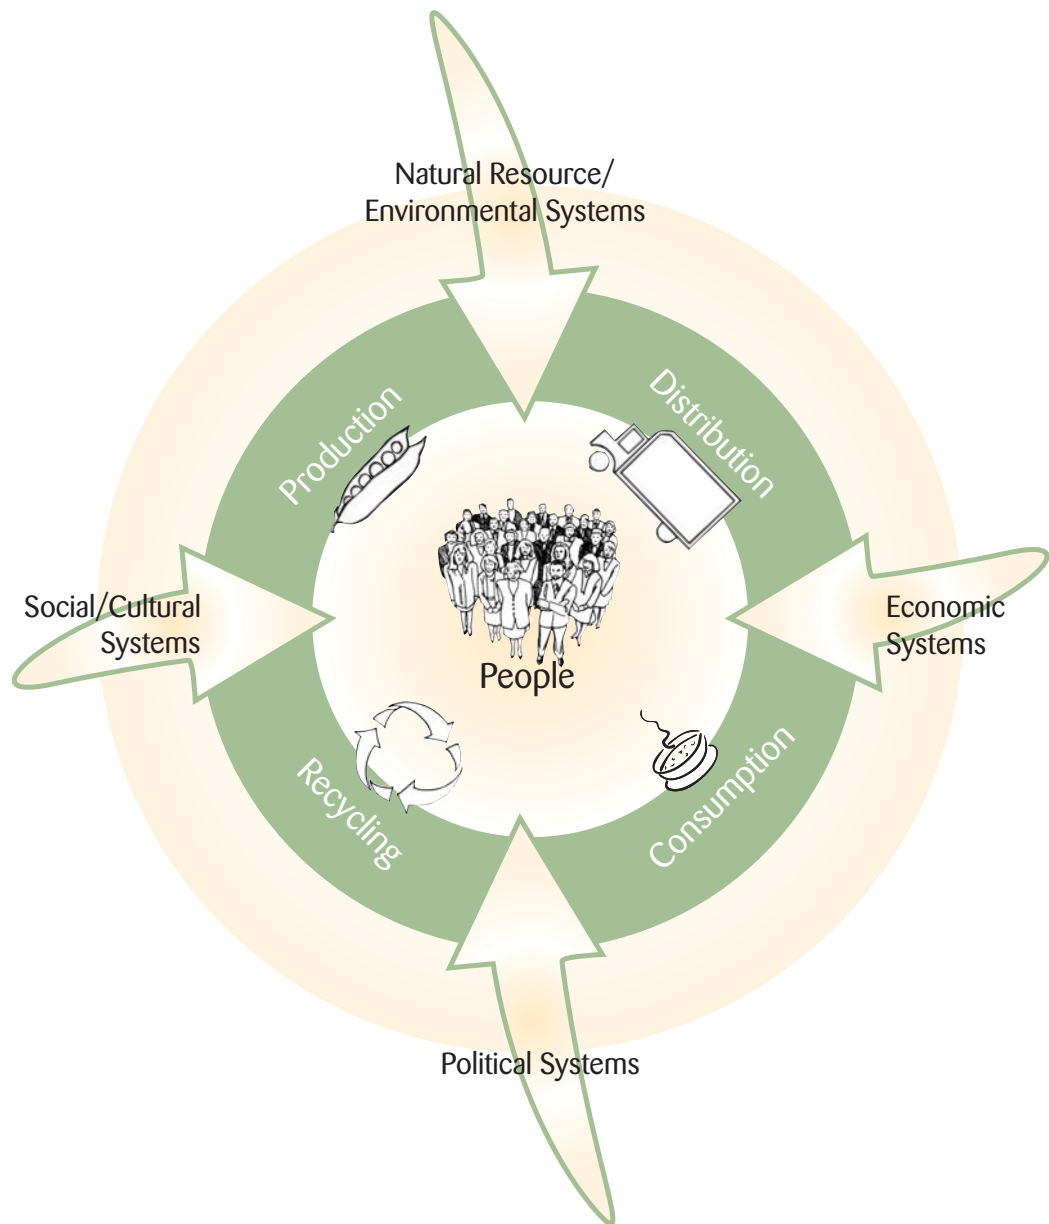 Natural Resource/
Environmental Systems
Production
Distribution
Social/Cultural
Systems
Economic
Systems
People
Recycling
Consumption
Political Systems